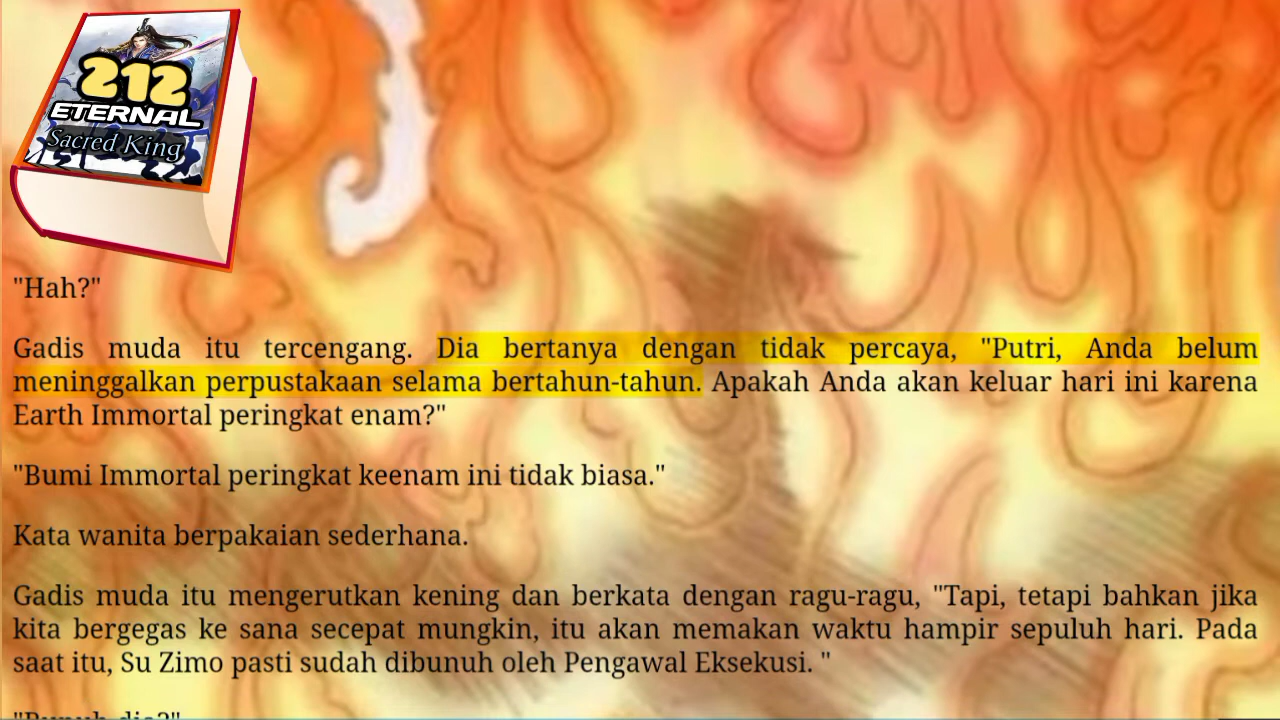 212
ETERNAL
Sacred King
"Hah?"
Gadis muda itu tercengang. Dia bertanya dengan tidak percaya, "Putri, Anda belum
meninggalkan perpustakaan selama bertahun-tahun. Apakah Anda akan keluar hari ini karena
Earth Immortal peringkat enam?"
"Bumi Immortal peringkat keenam ini tidak biasa."
Kata wanita berpakaian sederhana.
Gadis muda itu mengerutkan kening dan berkata dengan ragu-ragu, "Tapi, tetapi bahkan jika
kita bergegas ke sana secepat mungkin, itu akan memakan waktu hampir sepuluh hari. Pada
saat itu, Su Zimo pasti sudah dibunuh oleh Pengawal Eksekusi. "